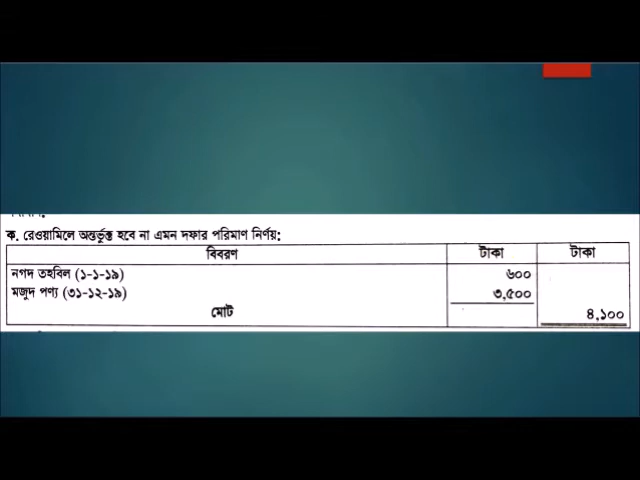 ক. রেওয়ামিলে অন্তর্ভুক্ত হবে না এমন দফার পরিমাণ নির্ণয়:
বিবরণ টাকা টাকা
নগদ তহবিল (১-১-১৯) ৬০০
মজুদ পণ্য (৩১-১২-১৯) ৩,৫০০
মোট ৪,১০০